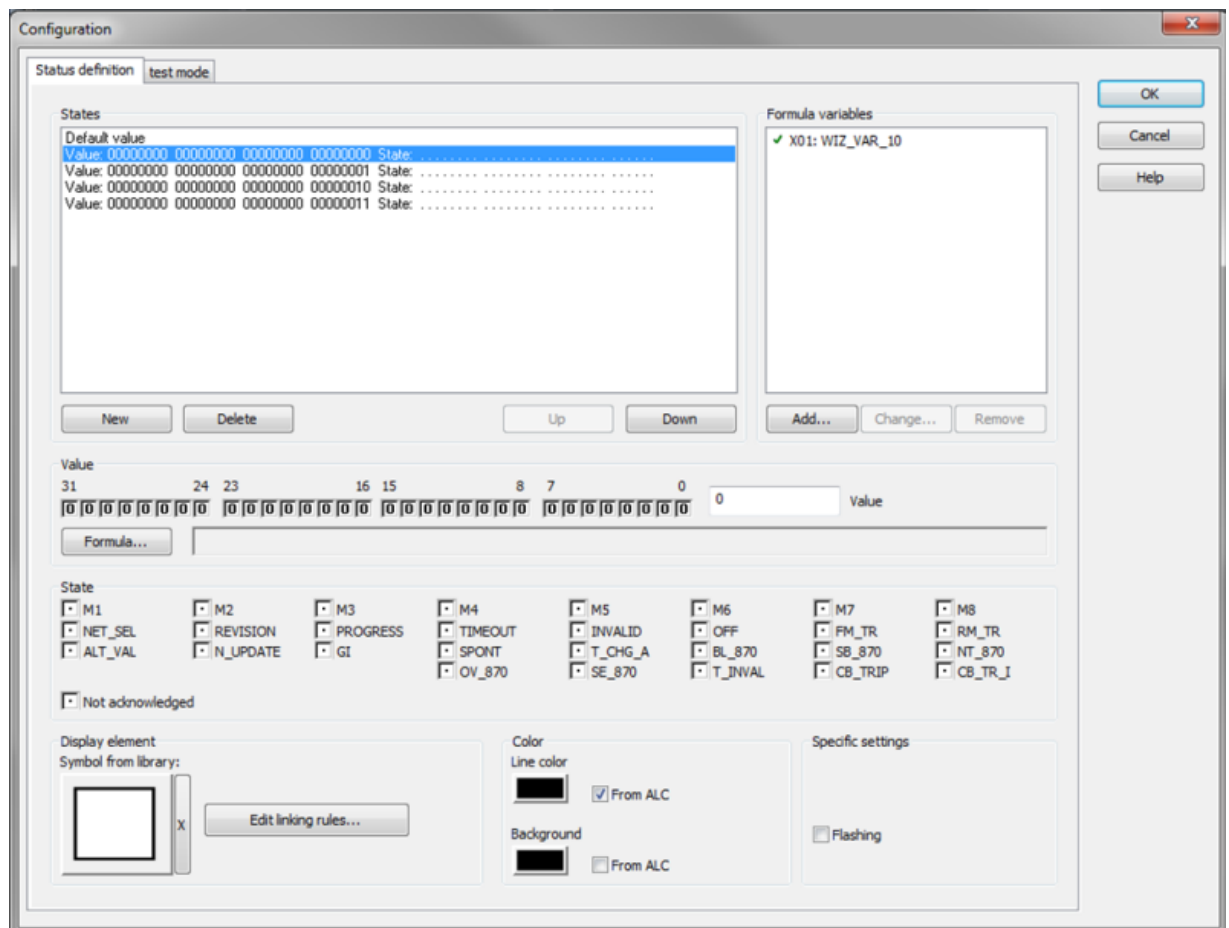 Configuration
Status definition
test mode
OK
Cancel
Help
States
Default value
Value: 00000000 00000000 00000000 00000000 State: . . . . . . . . . . . . . . . . . . . . . . . . . . . . . .
Value: 00000000 00000000 00000000 00000001 State: . . . . . . . . . . . . . . . . . . . . . . . . . . . . . .
Value: 00000000 00000000 00000000 00000010 State: . . . . . . . . . . . . . . . . . . . . . . . . . . . . . .
Value: 00000000 00000000 00000000 00000011 State: . . . . . . . . . . . . . . . . . . . . . . . . . . . . . .
New Delete Up Down
Formula variables
X01: WIZ_VAR_10
Add... Change... Remove
Value
31 24 23 16 15 8 7 0
0 0 0 0 0 0 0 0 0 0 0 0 0 0 0 0 0 0 0 0 0 0 0 0 0 0 0 0 0 0 0 0 0 Value
Formula...
State
M1 M2 M3 M4 M5 M6 M7 M8
NET_SEL REVISION PROGRESS TIMEOUT INVALID OFF FM_TR RM_TR
ALT_VAL N_UPDATE GI SPONT T_CHG_A BL_870 SB_870 NT_870
OV_870 SE_870 T_INVAL CB_TRIP CB_TR_I
Not acknowledged
Display element
Symbol from library:
X
Edit linking rules...
Color
Line color
From ALC
Background
From ALC
Specific settings
Flashing